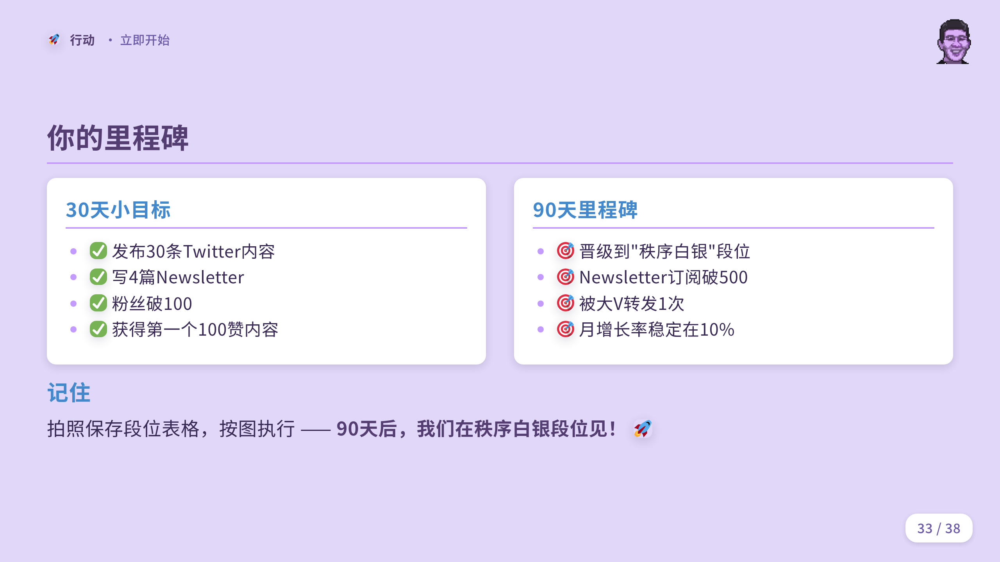 🚀 行动 · 立即开始
你的里程碑
30天小目标
• ✅ 发布30条Twitter内容
• ✅ 写4篇Newsletter
• ✅ 粉丝破100
• ✅ 获得第一个100赞内容
90天里程碑
• 🎯 晋级到"秩序白银"段位
• 🎯 Newsletter订阅破500
• 🎯 被大V转发1次
• 🎯 月增长率稳定在10%
记住
拍照保存段位表格，按图执行 —— 90天后，我们在秩序白银段位见！ 🚀
33 / 38